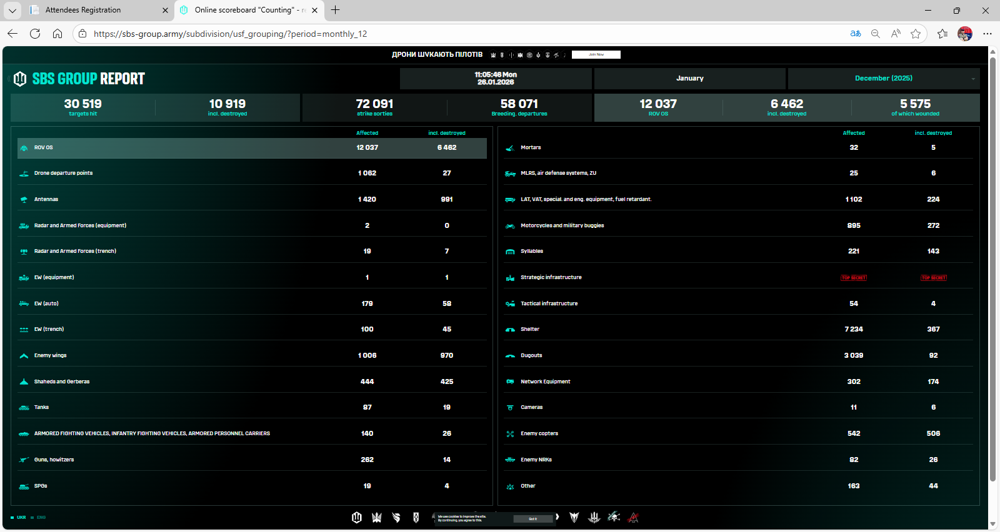 Attendees Registration
Online scoreboard "Counting" - re
https://sbs-group.army/subdivision/usf_grouping/?period=monthly_12
ДРОНИ ШУКАЮТЬ ПІЛОТІВ
Join Now
SBS GROUP REPORT
11:05:46 Mon
26.01.2026
January
December (2025)
30 519
targets hit
10 919
incl. destroyed
72 091
strike sorties
58 071
Breeding. departures
12 037
ROV OS
6 462
incl. destroyed
5 575
of which wounded
Affected incl. destroyed
ROV OS 12 037 6 462
Drone departure points 1 062 27
Antennas 1 420 991
Radar and Armed Forces (equipment) 2 0
Radar and Armed Forces (trench) 19 7
EW (equipment) 1 1
EW (auto) 179 58
EW (trench) 100 45
Enemy wings 1 006 970
Shaheds and Gerberas 444 425
Tanks 87 19
ARMORED FIGHTING VEHICLES, INFANTRY FIGHTING VEHICLES, ARMORED PERSONNEL CARRIERS 140 26
Guns, howitzers 262 14
SPGs 19 4
Affected incl. destroyed
Mortars 32 5
MLRS, air defense systems, ZU 25 6
LAT, VAT, special. and eng. equipment, fuel retardant. 1 102 224
Motorcycles and military buggies 895 272
Syllables 221 143
Strategic infrastructure TOP SECRET TOP SECRET
Tactical infrastructure 54 4
Shelter 7 234 367
Dugouts 3 039 92
Network Equipment 302 174
Cameras 11 6
Enemy copters 542 506
Enemy NRKs 82 26
Other 163 44
UKR ENG
We use cookies to improve the site.
By continuing, you agree to this.
Got it